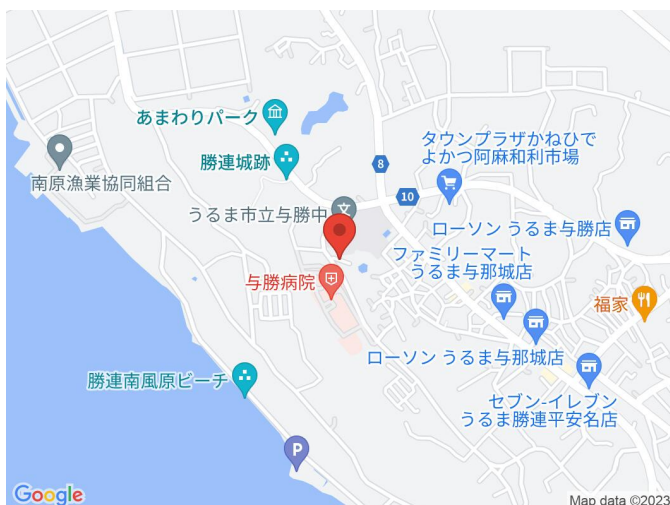 あまわりパーク
勝連城跡
南原漁業協同組合
うるま市立与勝中
8
10
タウンプラザかねひで
よかつ阿麻和利市場
ローソン うるま与勝店
ファミリーマート
うるま与那城店
与勝病院
福家
ローソン うるま与那城店
勝連南風原ビーチ
セブン-イレブン
うるま勝連平安名店
P
Google
Map data ©2023